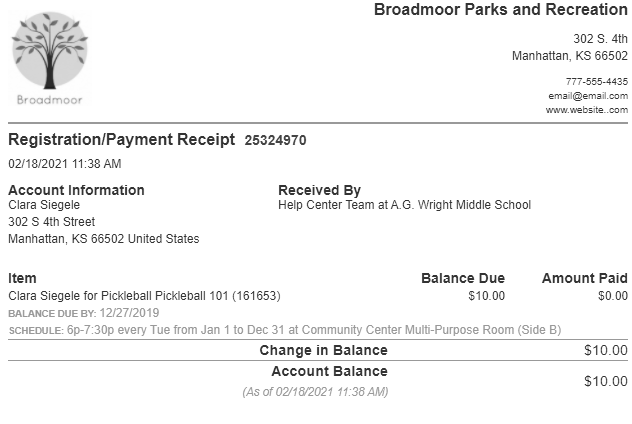 Broadmoor
Broadmoor Parks and Recreation
302 S. 4th
Manhattan, KS 66502
777-555-4435
email@email.com
www.website..com
Registration/Payment Receipt 25324970
02/18/2021 11:38 AM
Account Information
Clara Siegele
302 S 4th Street
Manhattan, KS 66502 United States
Received By
Help Center Team at A.G. Wright Middle School
Item Balance Due Amount Paid
Clara Siegele for Pickleball Pickleball 101 (161653) $10.00 $0.00
BALANCE DUE BY: 12/27/2019
SCHEDULE: 6p-7:30p every Tue from Jan 1 to Dec 31 at Community Center Multi-Purpose Room (Side B)
Change in Balance $10.00
Account Balance $10.00
(As of 02/18/2021 11:38 AM)